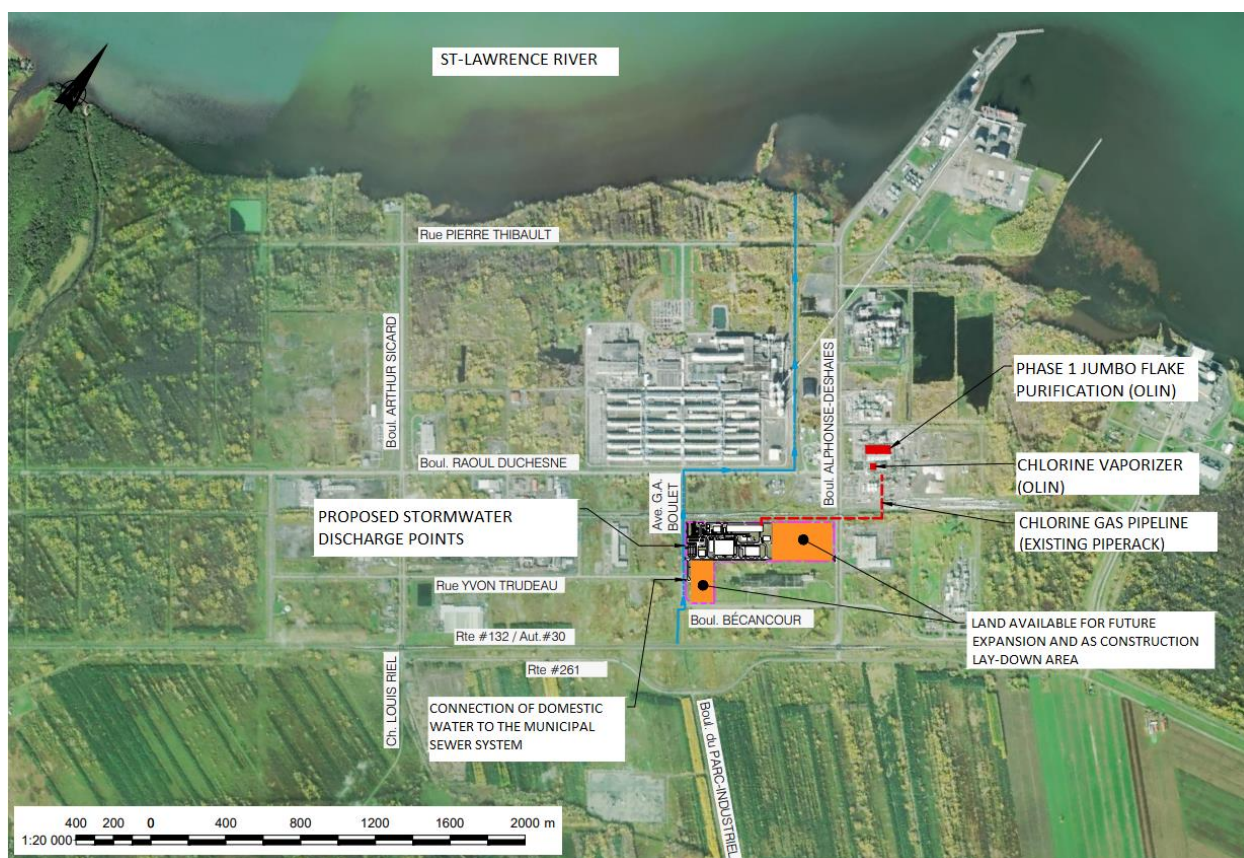 ST-LAWRENCE RIVER
Rue PIERRE THIBAULT
Boul. ARTHUR SICARD
Boul. ALPHONSE-DESHAIES
PHASE 1 JUMBO FLAKE
PURIFICATION (OLIN)
Boul. RAOUL DUCHESNE
CHLORINE VAPORIZER
(OLIN)
Ave. G.A.
BOULET
PROPOSED STORMWATER
DISCHARGE POINTS
CHLORINE GAS PIPELINE
(EXISTING PIPERACK)
Rue YVON TRUDEAU
Boul. BÉCANCOUR
LAND AVAILABLE FOR FUTURE
EXPANSION AND AS CONSTRUCTION
LAY-DOWN AREA
Rte #132 / Aut.#30
Rte #261
Ch. LOUIS RIEL
CONNECTION OF DOMESTIC
WATER TO THE MUNICIPAL
SEWER SYSTEM
Boul. du PARC-INDUSTRIEL
400 200 0 400 800 1200 1600 2000 m
1:20 000